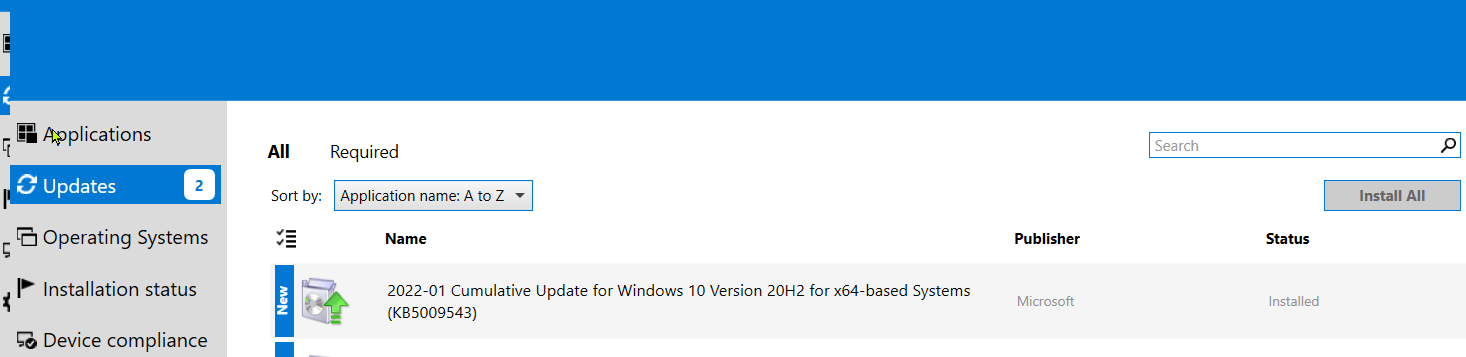 Applications
Updates 2
Operating Systems
Installation status
Device compliance
All Required
Search
Sort by: Application name: A to Z
Install All
Name Publisher Status
New
2022-01 Cumulative Update for Windows 10 Version 20H2 for x64-based Systems
(KB5009543)
Microsoft
Installed